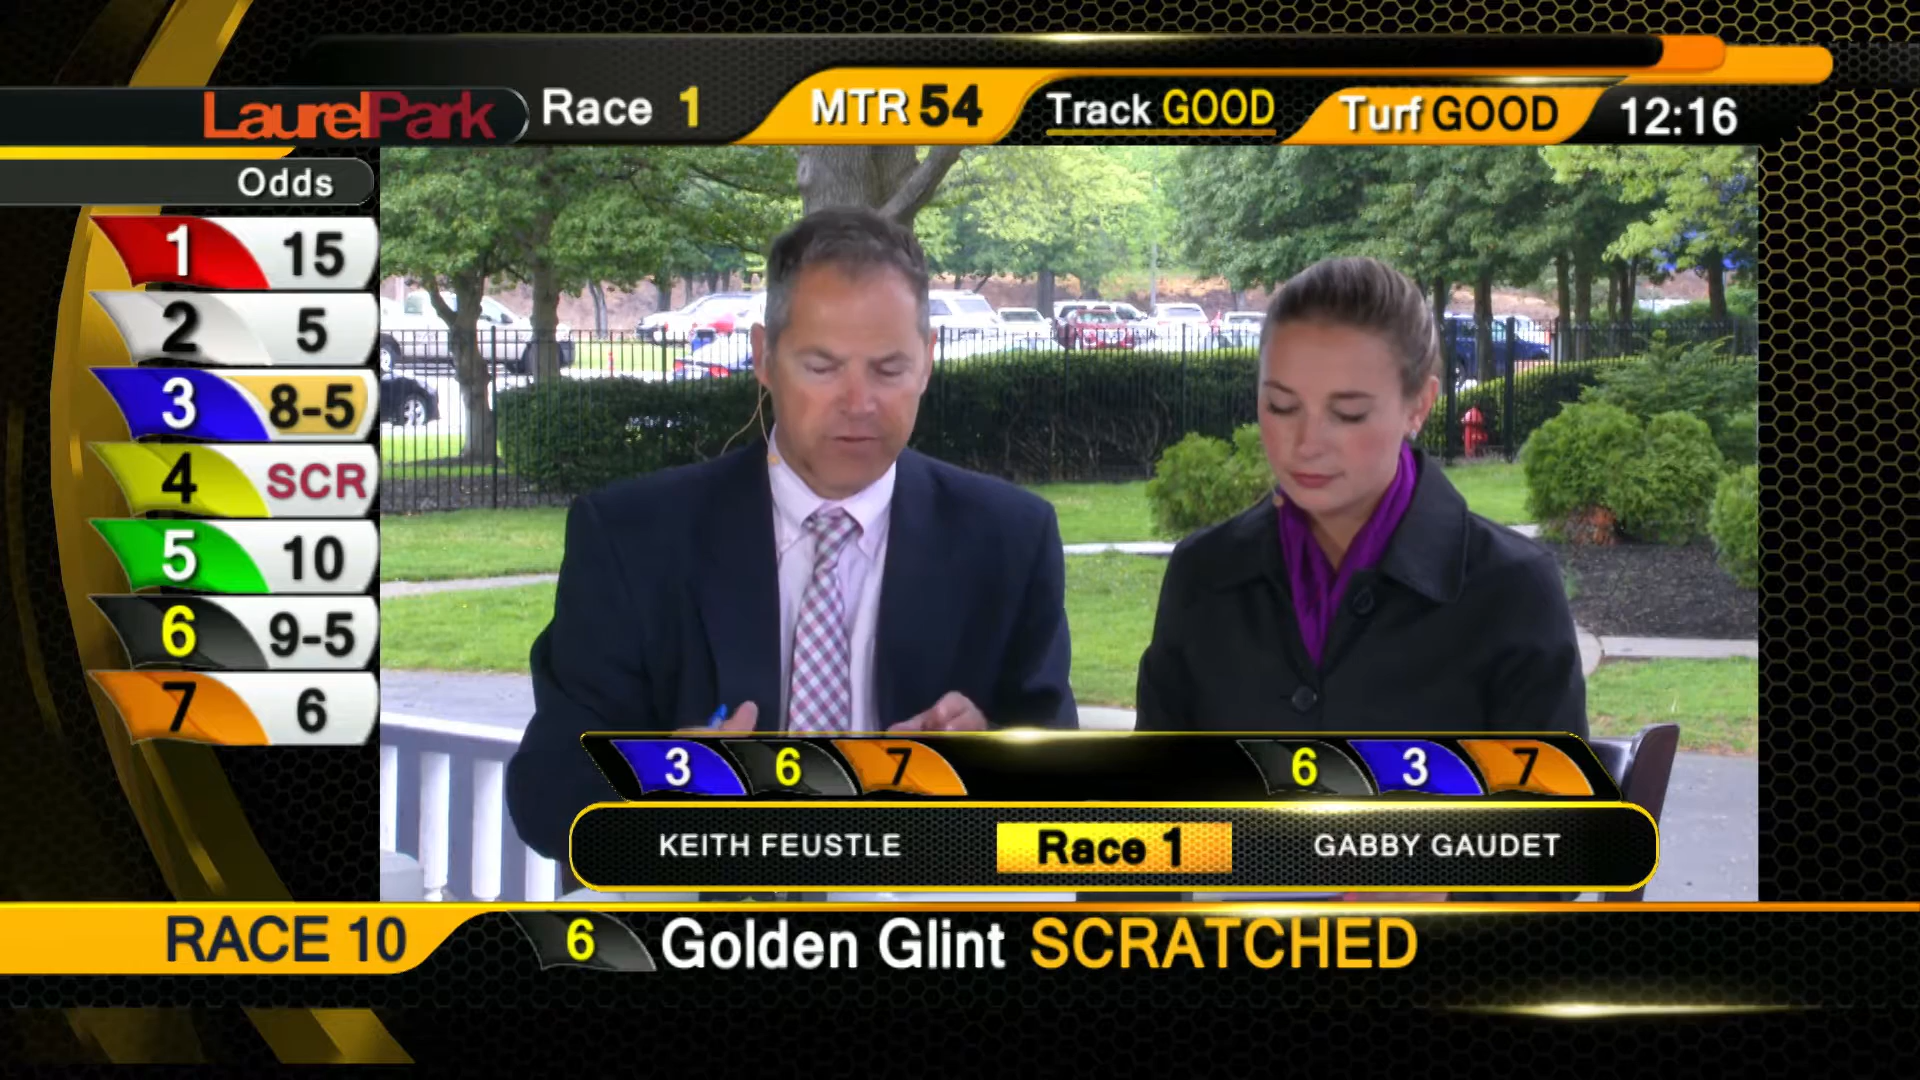 LaurelPark Race 1 MTR 54 Track GOOD Turf GOOD 12:16
Odds
1 15
2 5
3 8-5
4 SCR
5 10
6 9-5
7 6
3 6 7 6 3 7
KEITH FEUSTLE Race 1 GABBY GAUDET
RACE 10 6 Golden Glint SCRATCHED